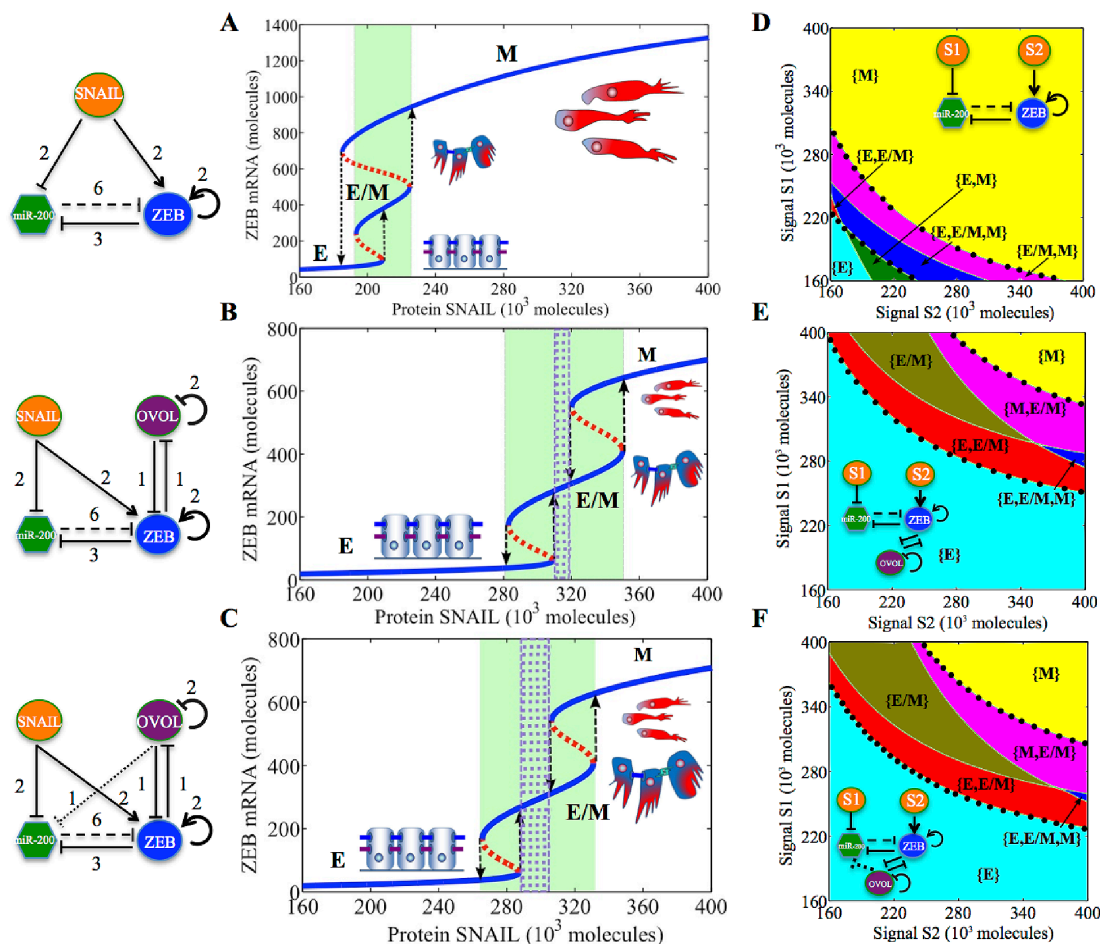 A
SNAIL
2
2
2
6
miR-200
ZEB
3
ZEB mRNA (molecules)
1400
1200
1000
800
600
400
200
0
M
E/M
E
160
200
240
280
320
360
400
Protein SNAIL (10³ molecules)
D
Signal S1 (10³ molecules)
400
340
280
220
160
{M}
S1
S2
miR-200
ZEB
{E,E/M}
{E,M}
{E,E/M,M}
{E/M,M}
{E}
160
220
280
340
400
Signal S2 (10³ molecules)
B
SNAIL
OVOL
2
2
2
1
1
2
6
miR-200
ZEB
3
ZEB mRNA (molecules)
800
600
400
200
0
M
E/M
E
160
200
240
280
320
360
400
Protein SNAIL (10³ molecules)
E
Signal S1 (10³ molecules)
400
340
280
220
160
{M}
{E/M}
{M,E/M}
{E,E/M}
{E,E/M,M}
S1
S2
miR-200
ZEB
OVOL
{E}
160
220
280
340
400
Signal S2 (10³ molecules)
C
SNAIL
OVOL
2
2
1
2
1
1
2
6
miR-200
ZEB
3
ZEB mRNA (molecules)
800
600
400
200
0
M
E/M
E
160
200
240
280
320
360
400
Protein SNAIL (10³ molecules)
F
Signal S1 (10³ molecules)
400
340
280
220
160
{M}
{E/M}
{M,E/M}
{E,E/M}
{E,E/M,M}
S1
S2
miR-200
ZEB
OVOL
{E}
160
220
280
340
400
Signal S2 (10³ molecules)